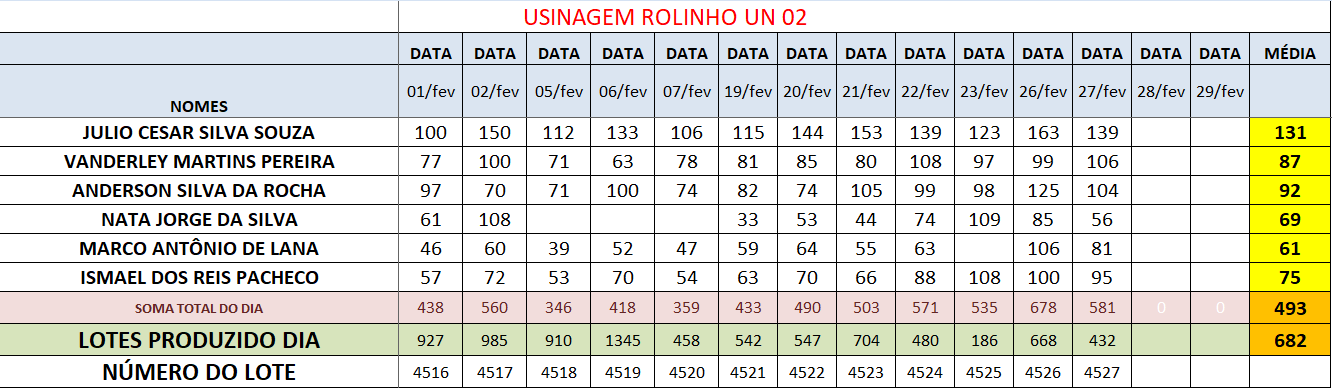 USINAGEM ROLINHO UN 02
DATA DATA DATA DATA DATA DATA DATA DATA DATA DATA DATA DATA DATA DATA MÉDIA
NOMES 01/fev 02/fev 05/fev 06/fev 07/fev 19/fev 20/fev 21/fev 22/fev 23/fev 26/fev 27/fev 28/fev 29/fev
JULIO CESAR SILVA SOUZA 100 150 112 133 106 115 144 153 139 123 163 139 131
VANDERLEY MARTINS PEREIRA 77 100 71 63 78 81 85 80 108 97 99 106 87
ANDERSON SILVA DA ROCHA 97 70 71 100 74 82 74 105 99 98 125 104 92
NATA JORGE DA SILVA 61 108 33 53 44 74 109 85 56 69
MARCO ANTÔNIO DE LANA 46 60 39 52 47 59 64 55 63 106 81 61
ISMAEL DOS REIS PACHECO 57 72 53 70 54 63 70 66 88 108 100 95 75
SOMA TOTAL DO DIA 438 560 346 418 359 433 490 503 571 535 678 581 0 0 493
LOTES PRODUZIDO DIA 927 985 910 1345 458 542 547 704 480 186 668 432 682
NÚMERO DO LOTE 4516 4517 4518 4519 4520 4521 4522 4523 4524 4525 4526 4527